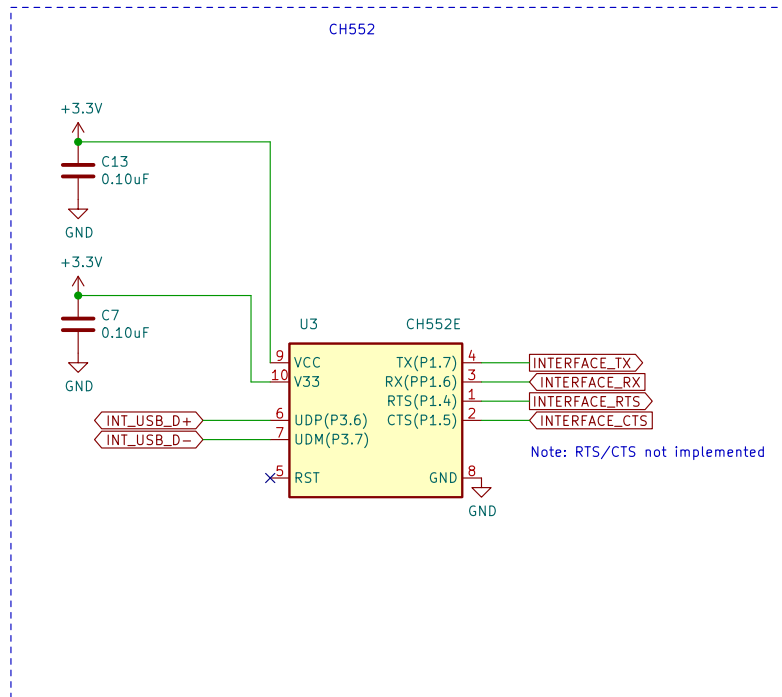 CH552
+3.3V
C13
0.10uF
GND
+3.3V
C7
0.10uF
GND
U3
CH552E
9
VCC
TX(P1.7)
4
INTERFACE_TX
10
V33
RX(PP1.6)
3
INTERFACE_RX
RTS(P1.4)
1
INTERFACE_RTS
INT_USB_D+
6
UDP(P3.6)
CTS(P1.5)
2
INTERFACE_CTS
INT_USB_D-
7
UDM(P3.7)
Note: RTS/CTS not implemented
5
RST
GND
8
GND